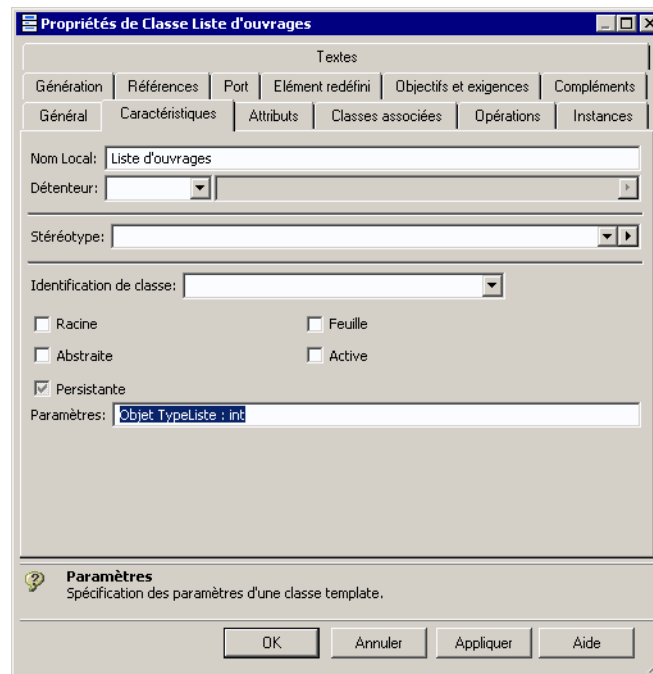 Propriétés de Classe Liste d'ouvrages
Textes
Génération Références Port Elément redéfini Objectifs et exigences Compléments
Général Caractéristiques Attributs Classes associées Opérations Instances
Nom Local: Liste d'ouvrages
Détenteur:
Stéréotype:
Identification de classe:
Racine Feuille
Abstraite Active
Persistante
Paramètres: Objet TypeListe : int
Paramètres
Spécification des paramètres d'une classe template.
OK Annuler Appliquer Aide